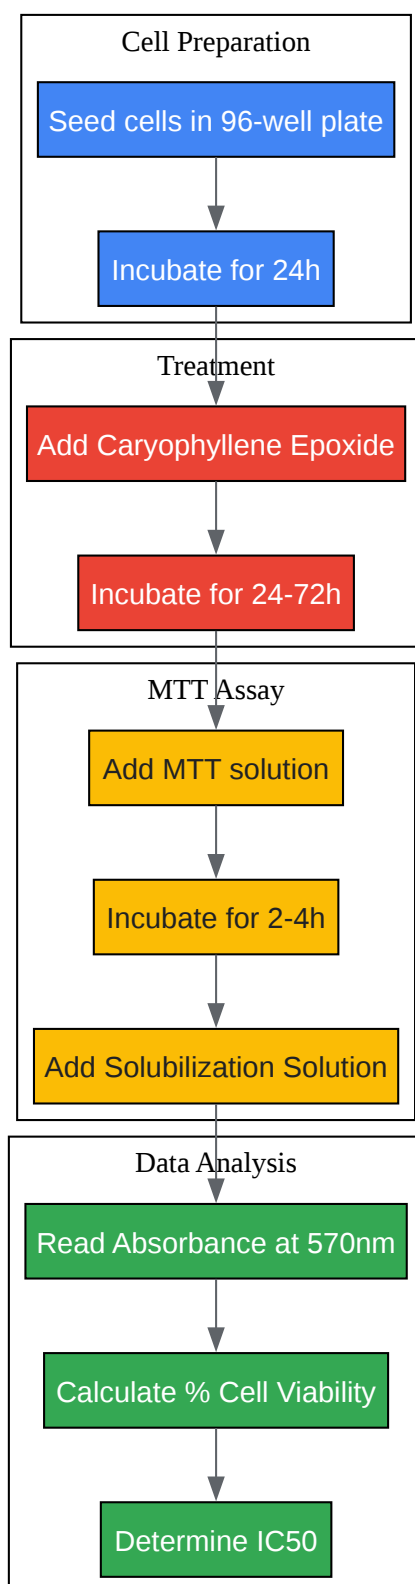 Cell Preparation
Seed cells in 96-well plate
Incubate for 24h
Treatment
Add Caryophyllene Epoxide
Incubate for 24-72h
MTT Assay
Add MTT solution
Incubate for 2-4h
Add Solubilization Solution
Data Analysis
Read Absorbance at 570nm
Calculate % Cell Viability
Determine IC50